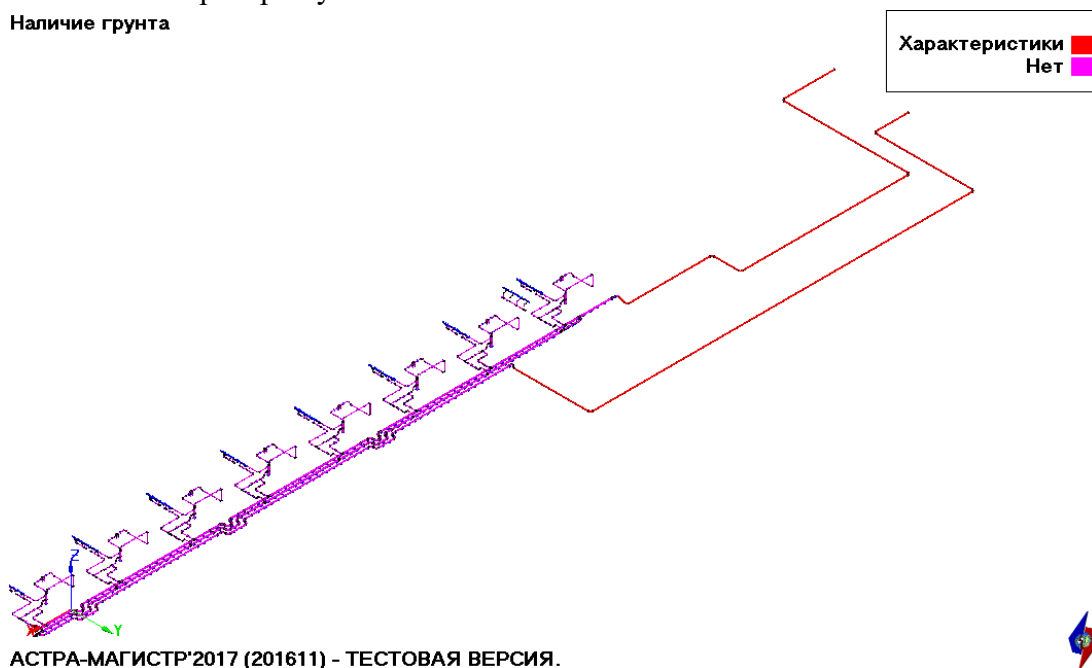 Наличие грунта
Характеристики
Нет
Z
X
Y
АСТРА-МАГИСТР'2017 (201611) - ТЕСТОВАЯ ВЕРСИЯ.